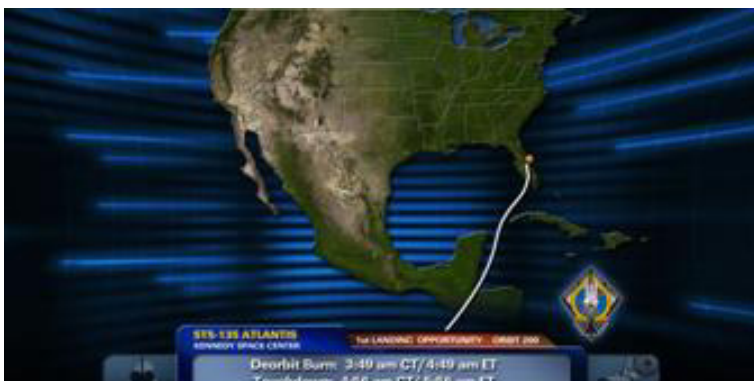 STS-135 ATLANTIS
KENNEDY SPACE CENTER
1st LANDING OPPORTUNITY ORBIT 200
Deorbit Burn: 3:49 am CT/4:49 am ET